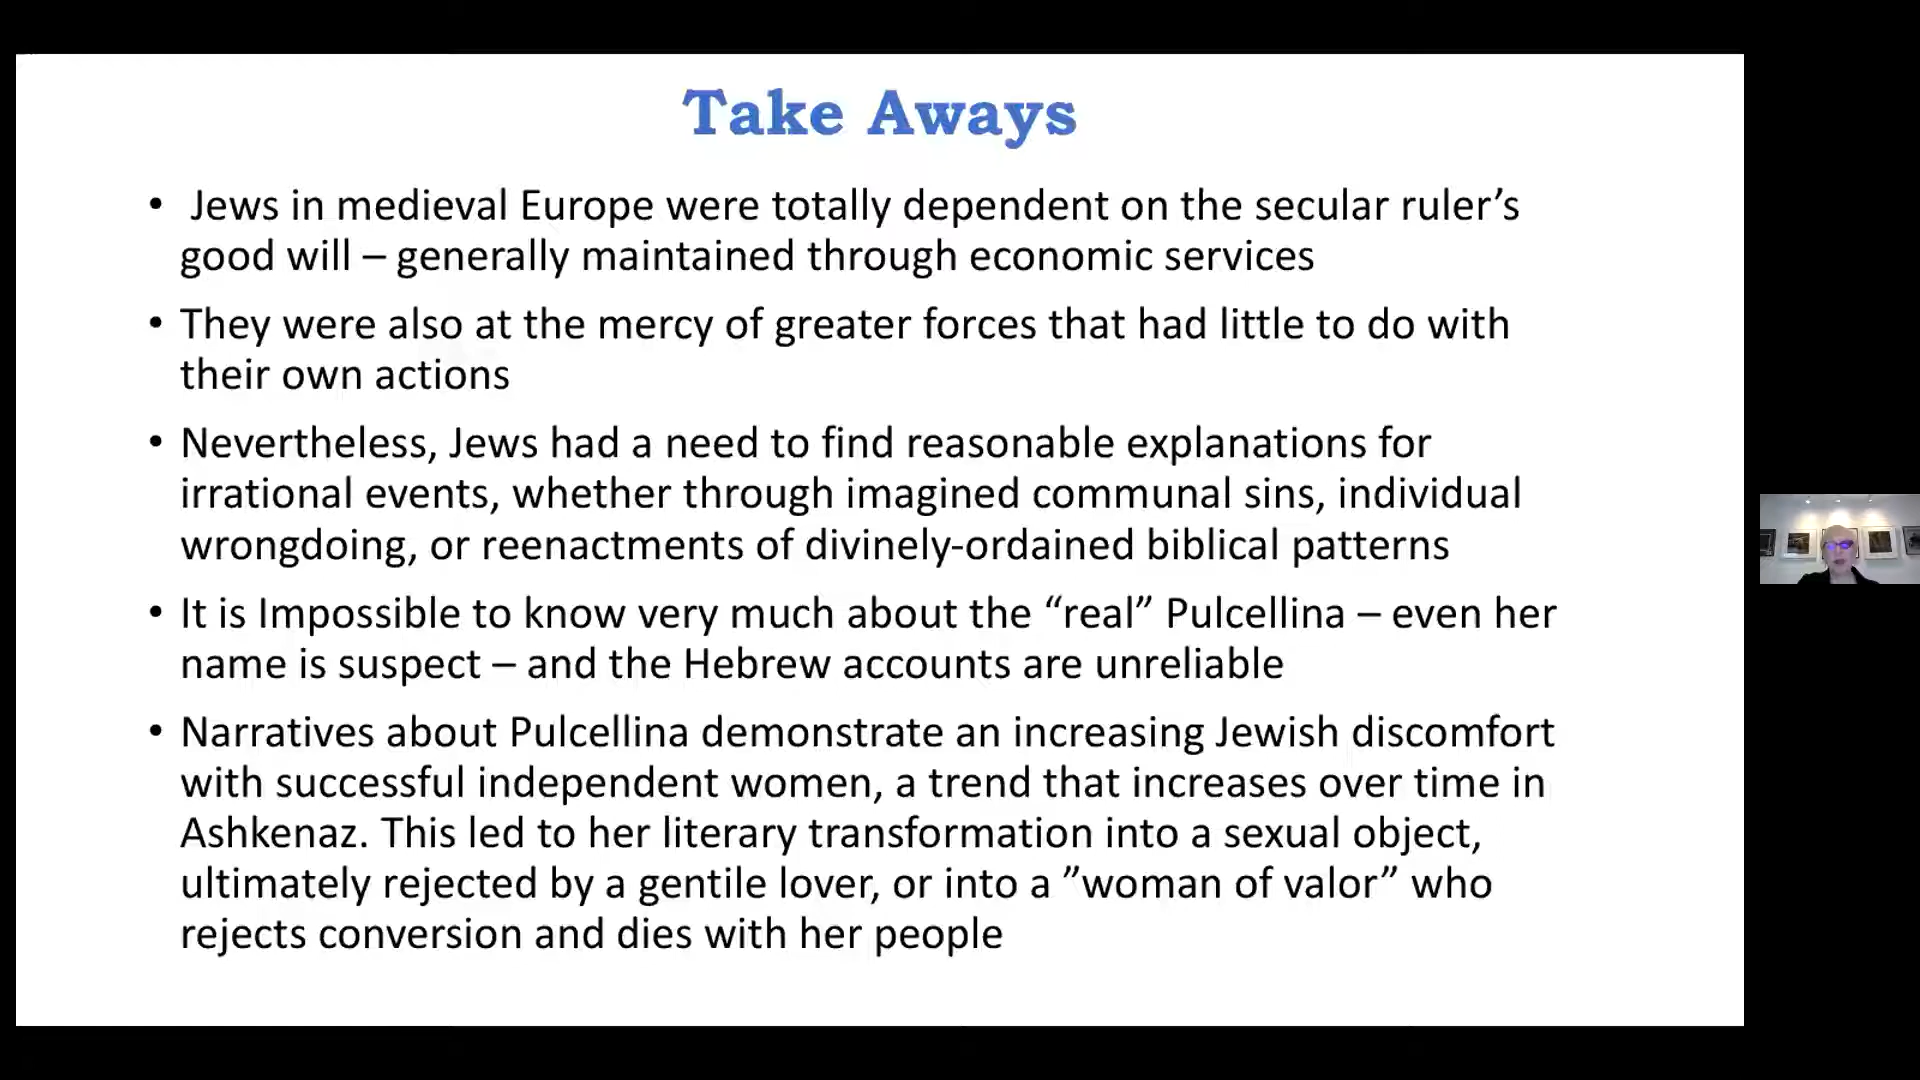 Take Aways
• Jews in medieval Europe were totally dependent on the secular ruler’s
good will – generally maintained through economic services
• They were also at the mercy of greater forces that had little to do with
their own actions
• Nevertheless, Jews had a need to find reasonable explanations for
irrational events, whether through imagined communal sins, individual
wrongdoing, or reenactments of divinely-ordained biblical patterns
• It is Impossible to know very much about the “real” Pulcellina – even her
name is suspect – and the Hebrew accounts are unreliable
• Narratives about Pulcellina demonstrate an increasing Jewish discomfort
with successful independent women, a trend that increases over time in
Ashkenaz. This led to her literary transformation into a sexual object,
ultimately rejected by a gentile lover, or into a ”woman of valor” who
rejects conversion and dies with her people